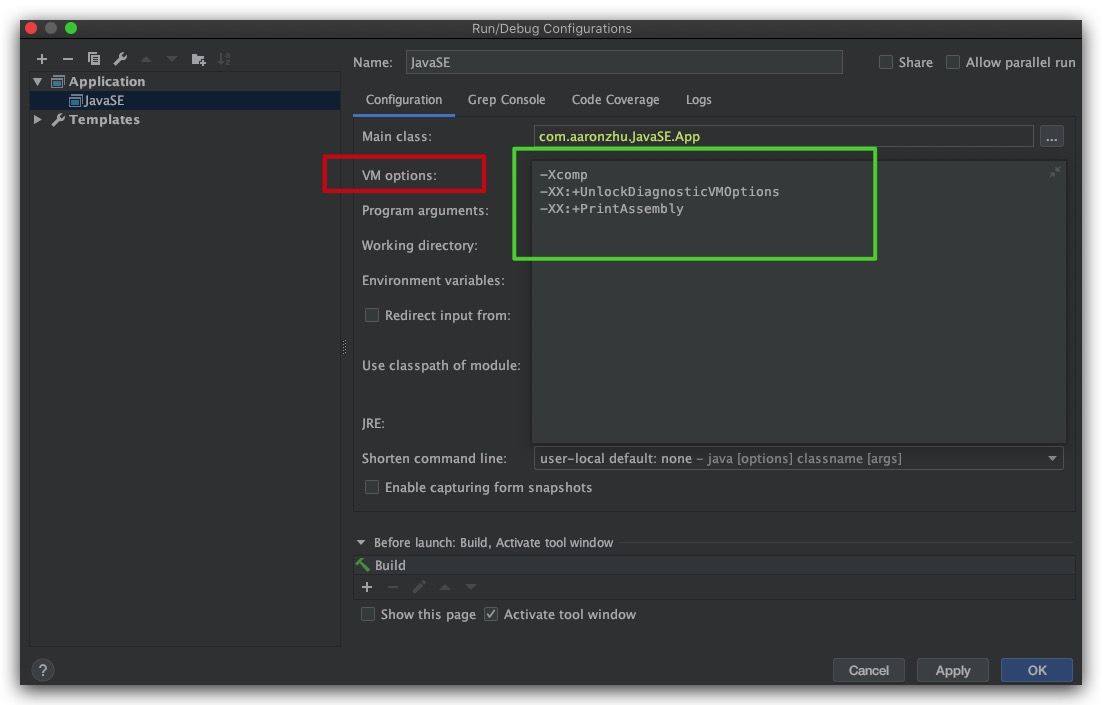 Run/Debug Configurations
Application
JavaSE
Templates
Name: JavaSE
Share
Allow parallel run
Configuration
Grep Console
Code Coverage
Logs
Main class: com.aaronzhu.JavaSE.App ...
VM options:
-Xcomp
-XX:+UnlockDiagnosticVMOptions
-XX:+PrintAssembly
Program arguments:
Working directory:
Environment variables:
Redirect input from:
Use classpath of module:
JRE:
Shorten command line: user-local default: none - java [options] classname [args]
Enable capturing form snapshots
Before launch: Build, Activate tool window
Build
Show this page
Activate tool window
?
Cancel
Apply
OK